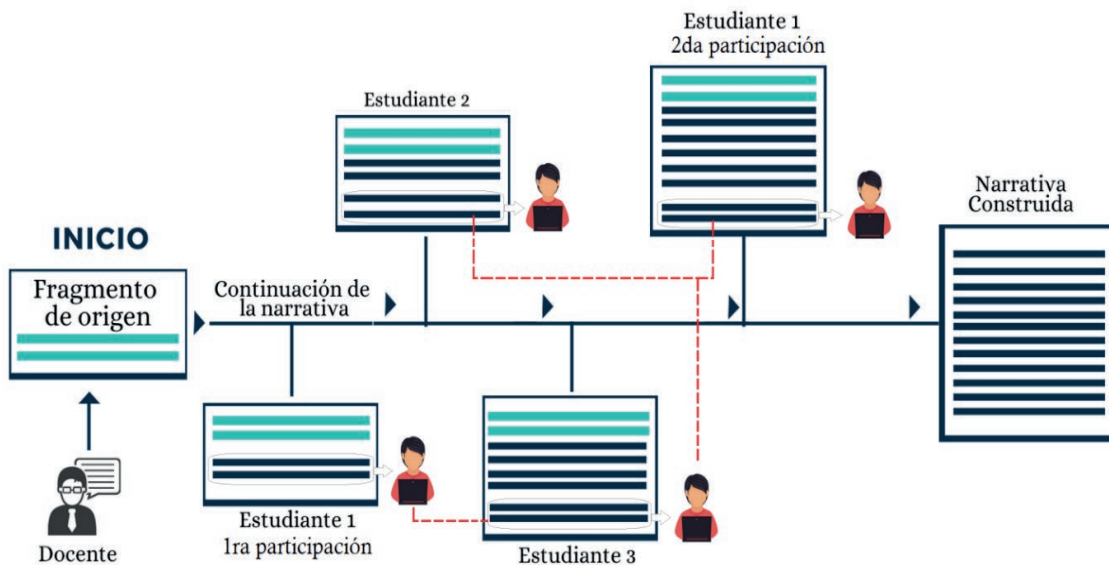 Estudiante 1
2da participación
Estudiante 2
Narrativa
Construida
INICIO
Fragmento
de origen
Continuación de
la narrativa
Estudiante 1
1ra participación
Estudiante 3
Docente